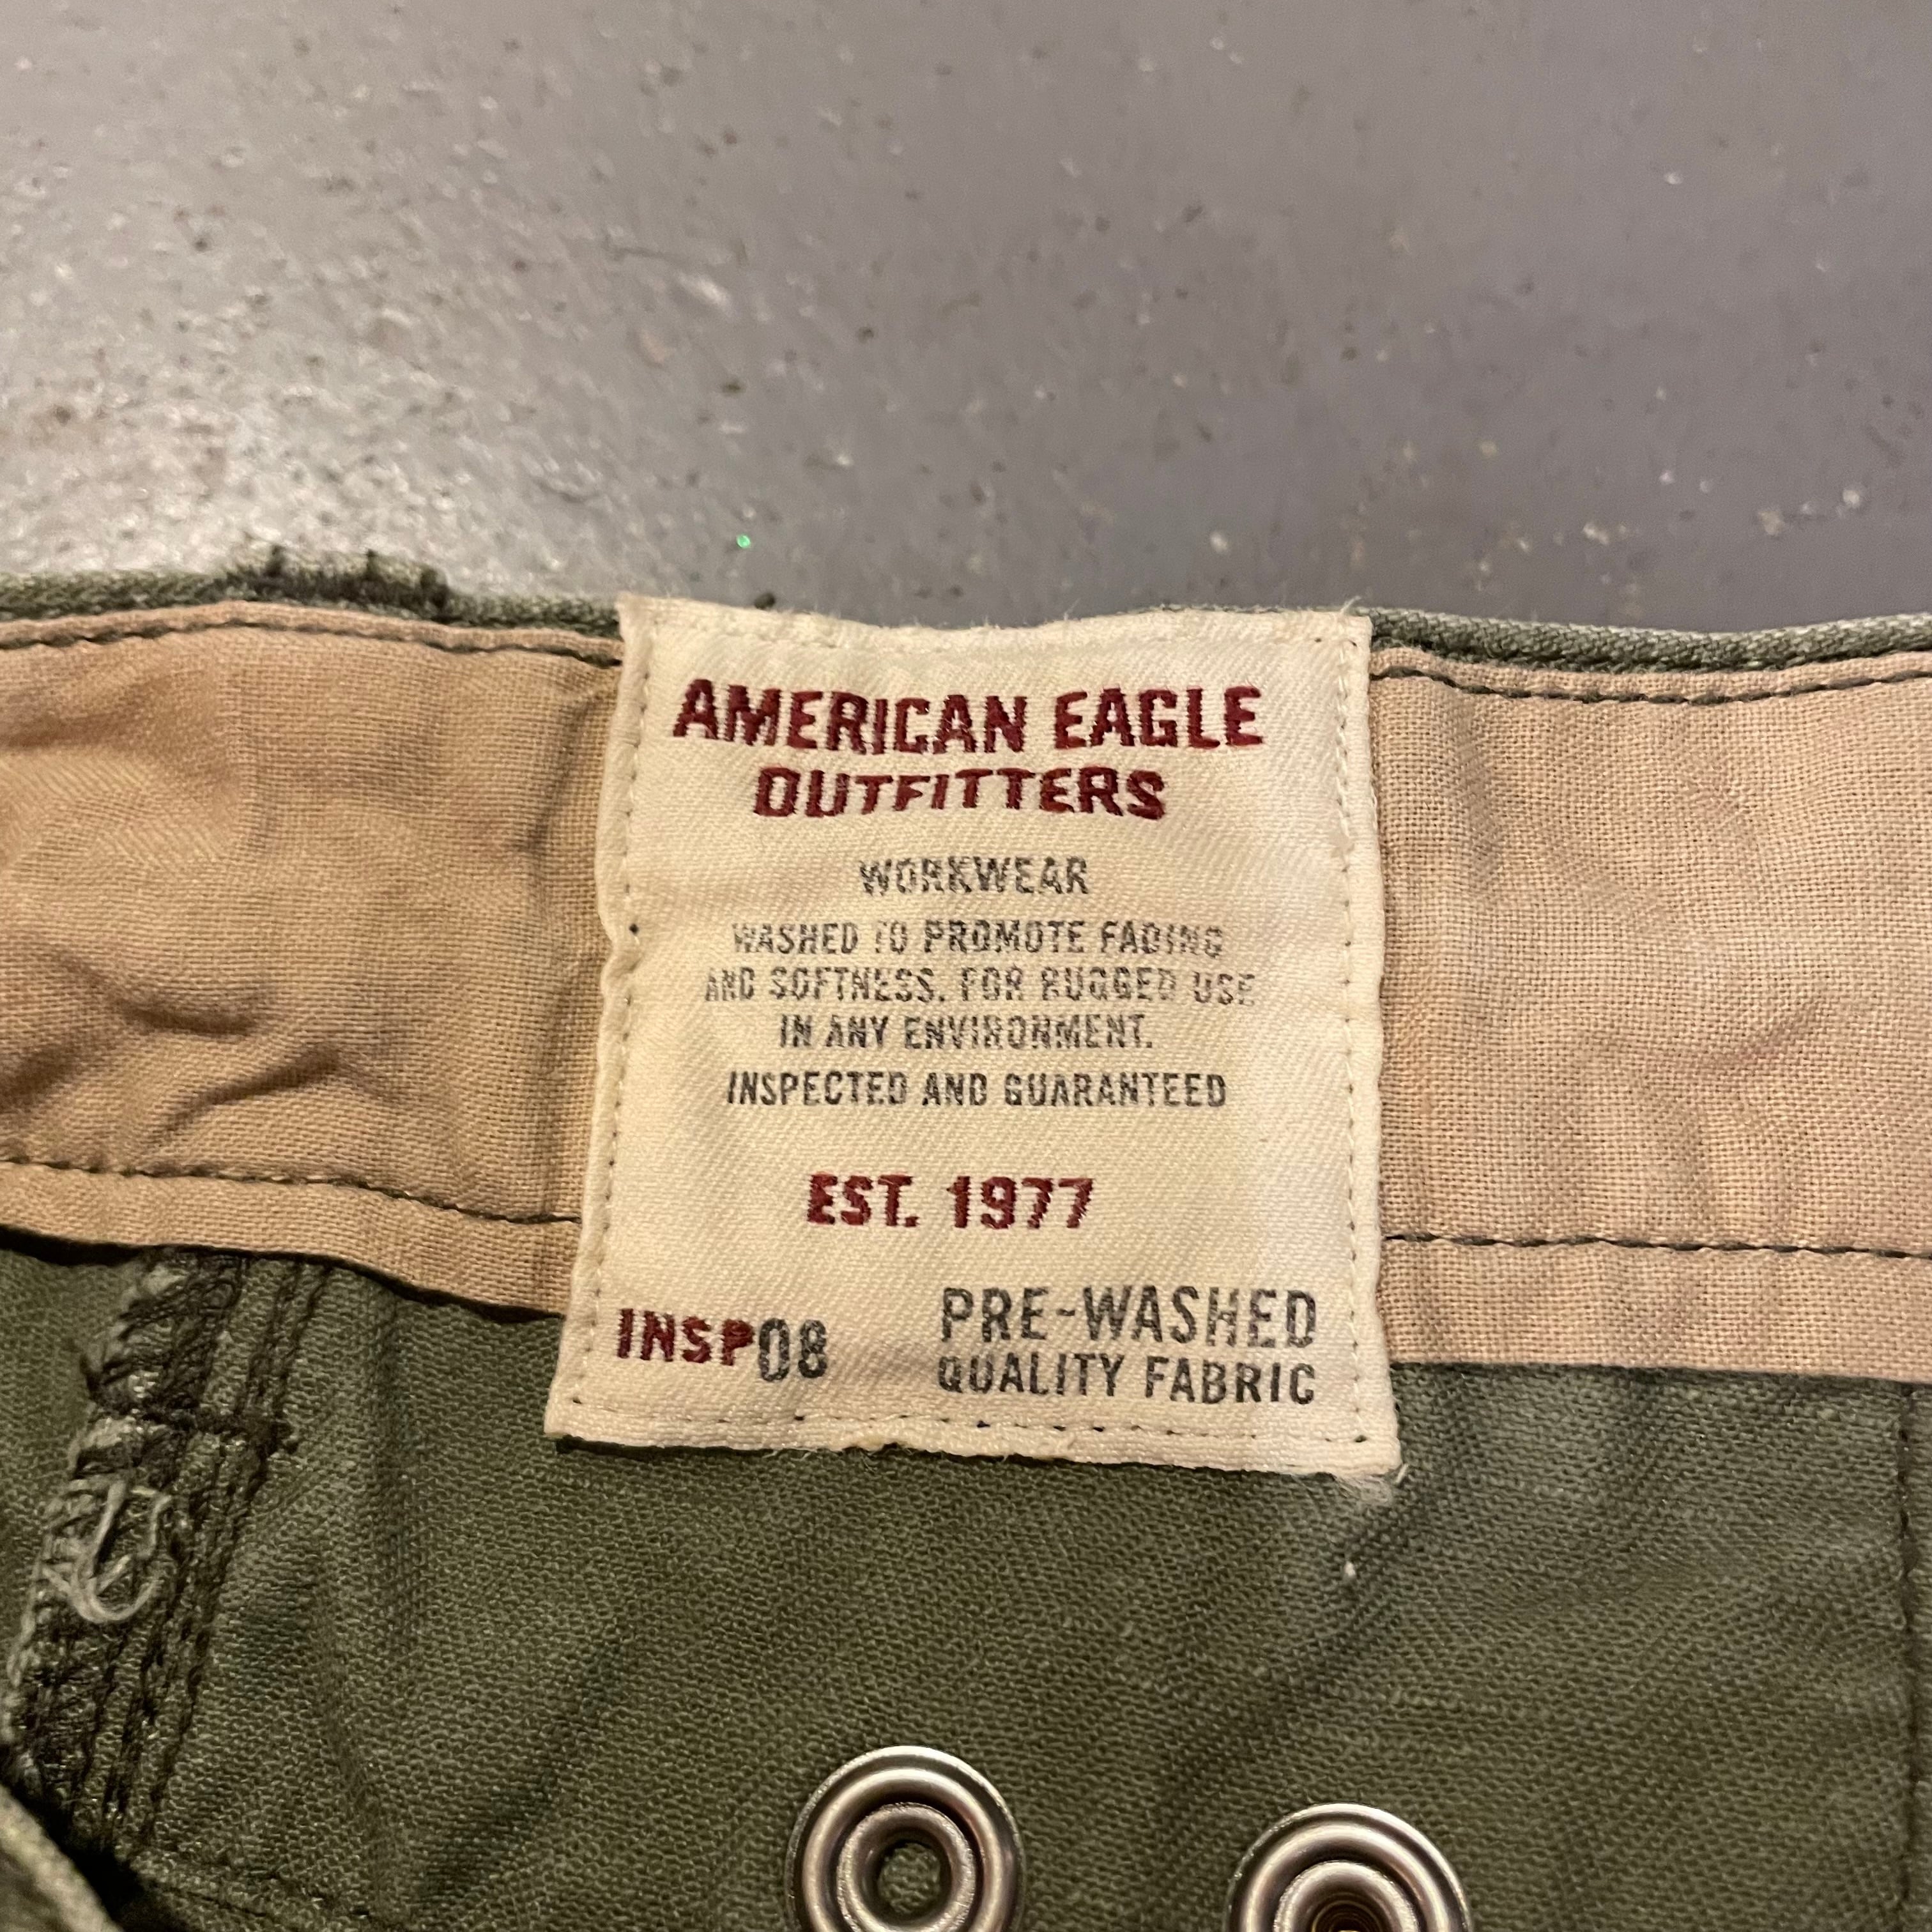 AMERICAN EAGLE
OUTFITTERS
WORKWEAR
WASHED TO PROMOTE FADING
AND SOFTNESS. FOR RUGGED USE
IN ANY ENVIRONMENT.
INSPECTED AND GUARANTEED
EST. 1977
INSP08
PRE-WASHED
QUALITY FABRIC